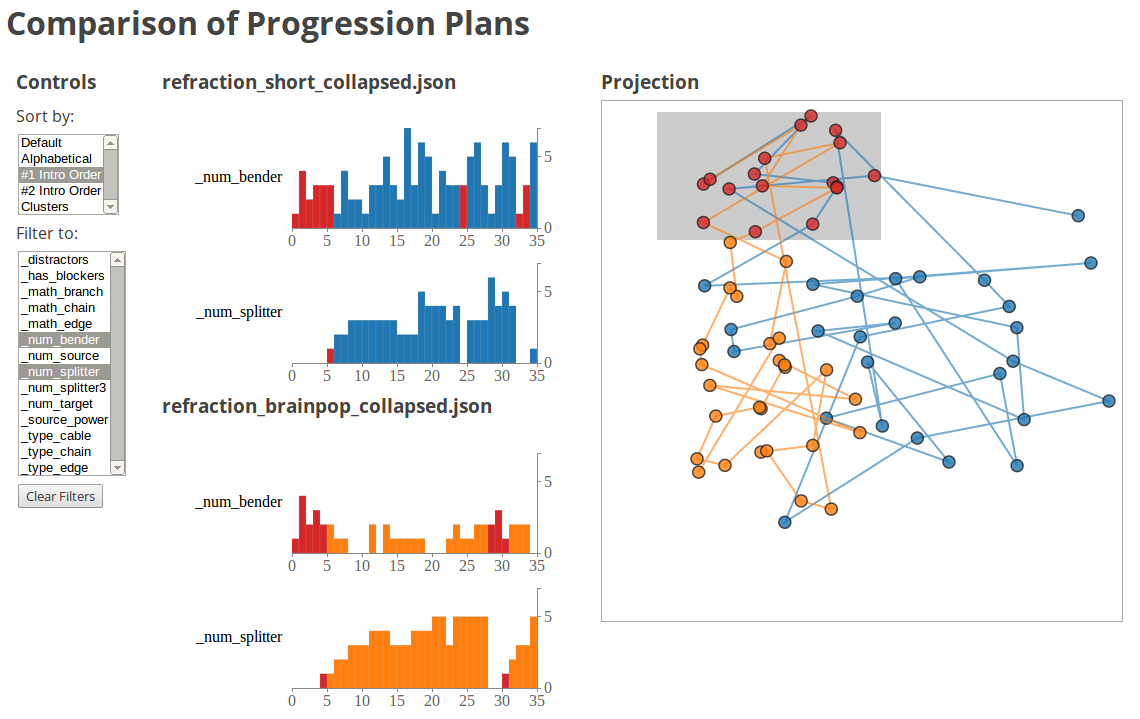 Comparison of Progression Plans
Controls
Sort by:
Default
Alphabetical
#1 Intro Order
#2 Intro Order
Clusters
Filter to:
_distractors
_has_blockers
_math_branch
_math_chain
_math_edge
_num_bender
_num_source
_num_splitter
_num_splitter3
_num_target
_source_power
_type_cable
_type_chain
_type_edge
Clear Filters
refraction_short_collapsed.json
_num_bender
5
0
0 5 10 15 20 25 30 35
_num_splitter
5
0
0 5 10 15 20 25 30 35
refraction_brainpop_collapsed.json
_num_bender
5
0
0 5 10 15 20 25 30 35
_num_splitter
5
0
0 5 10 15 20 25 30 35
Projection